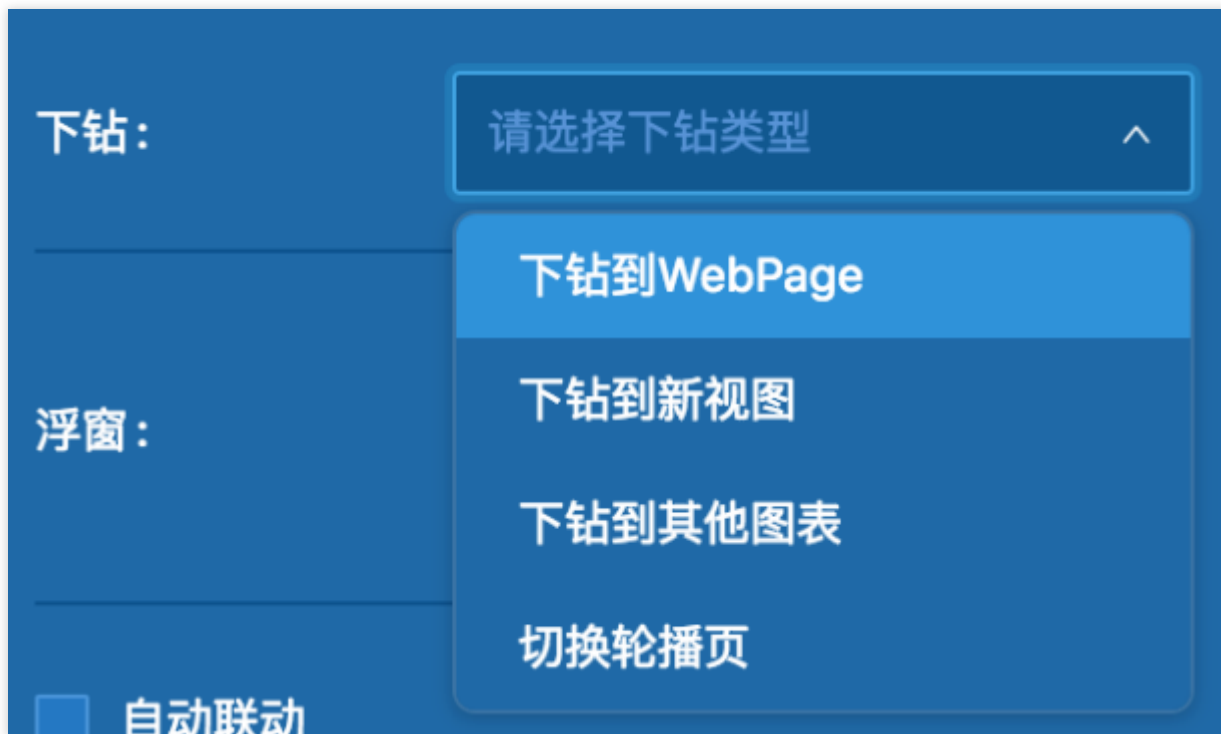 下钻：
请选择下钻类型
下钻到WebPage
下钻到新视图
浮窗：
下钻到其他图表
切换轮播页
自动联动